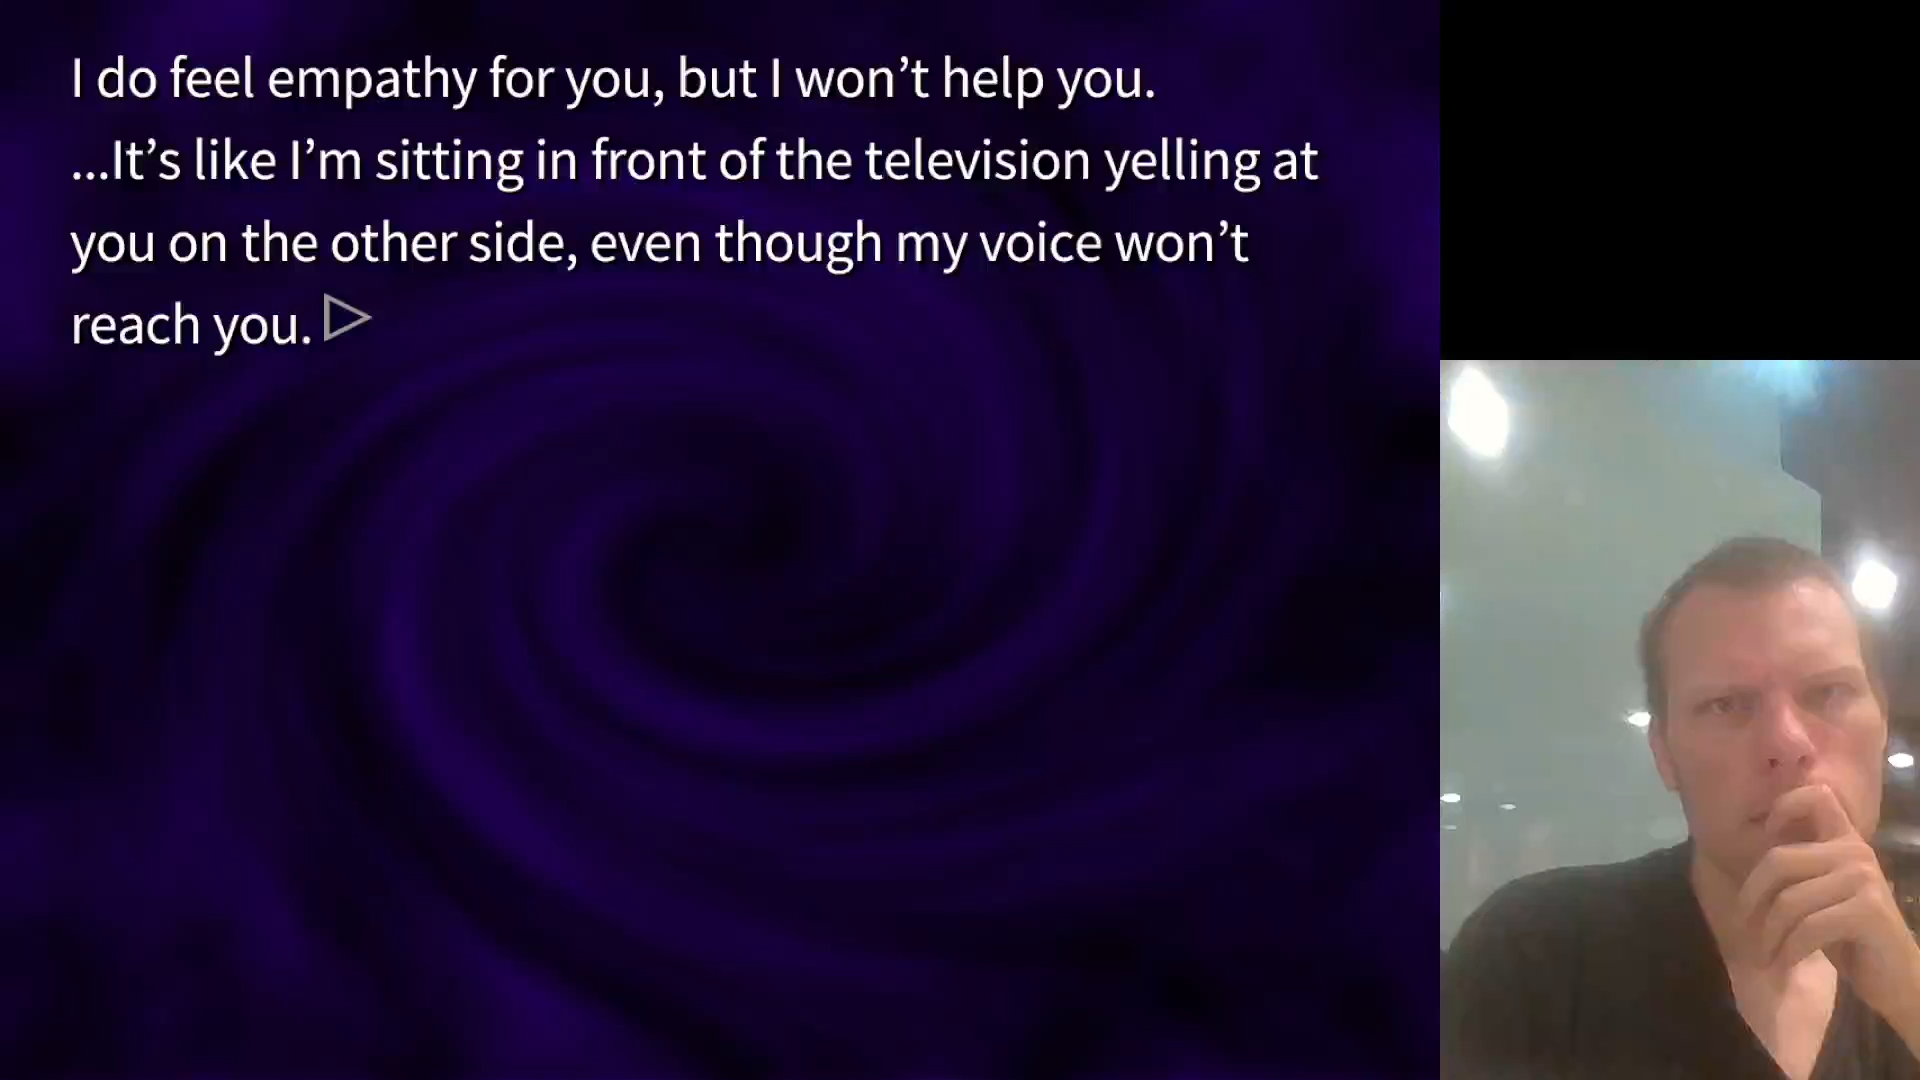 I do feel empathy for you, but I won’t help you.
...It’s like I’m sitting in front of the television yelling at
you on the other side, even though my voice won’t
reach you.